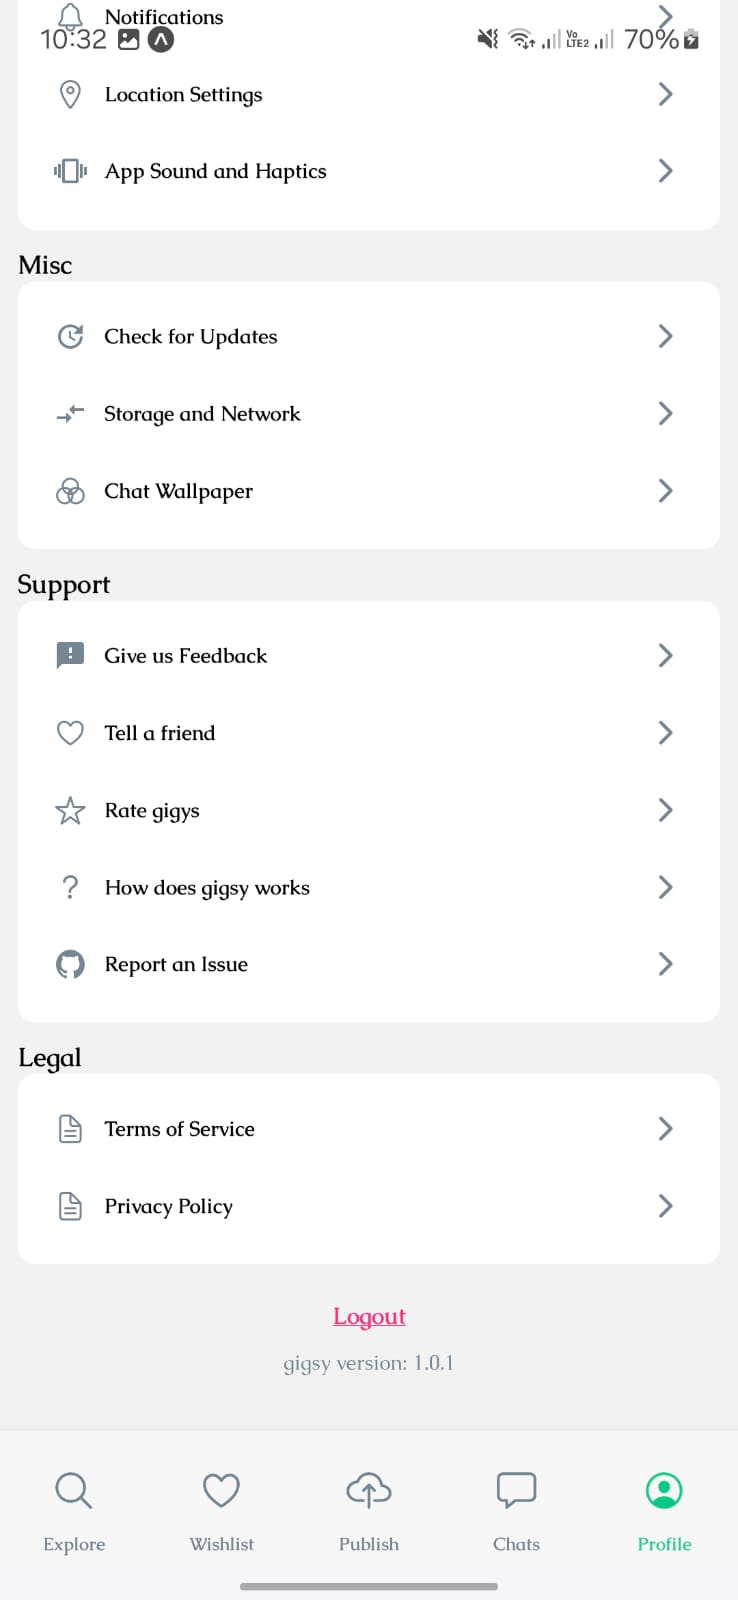 Notifications
10:32 Vo LTE2 70%
Location Settings
App Sound and Haptics
Misc
Check for Updates
Storage and Network
Chat Wallpaper
Support
Give us Feedback
Tell a friend
Rate gigys
? How does gigsy works
Report an Issue
Legal
Terms of Service
Privacy Policy
Logout
gigsy version: 1.0.1
Explore Wishlist Publish Chats Profile